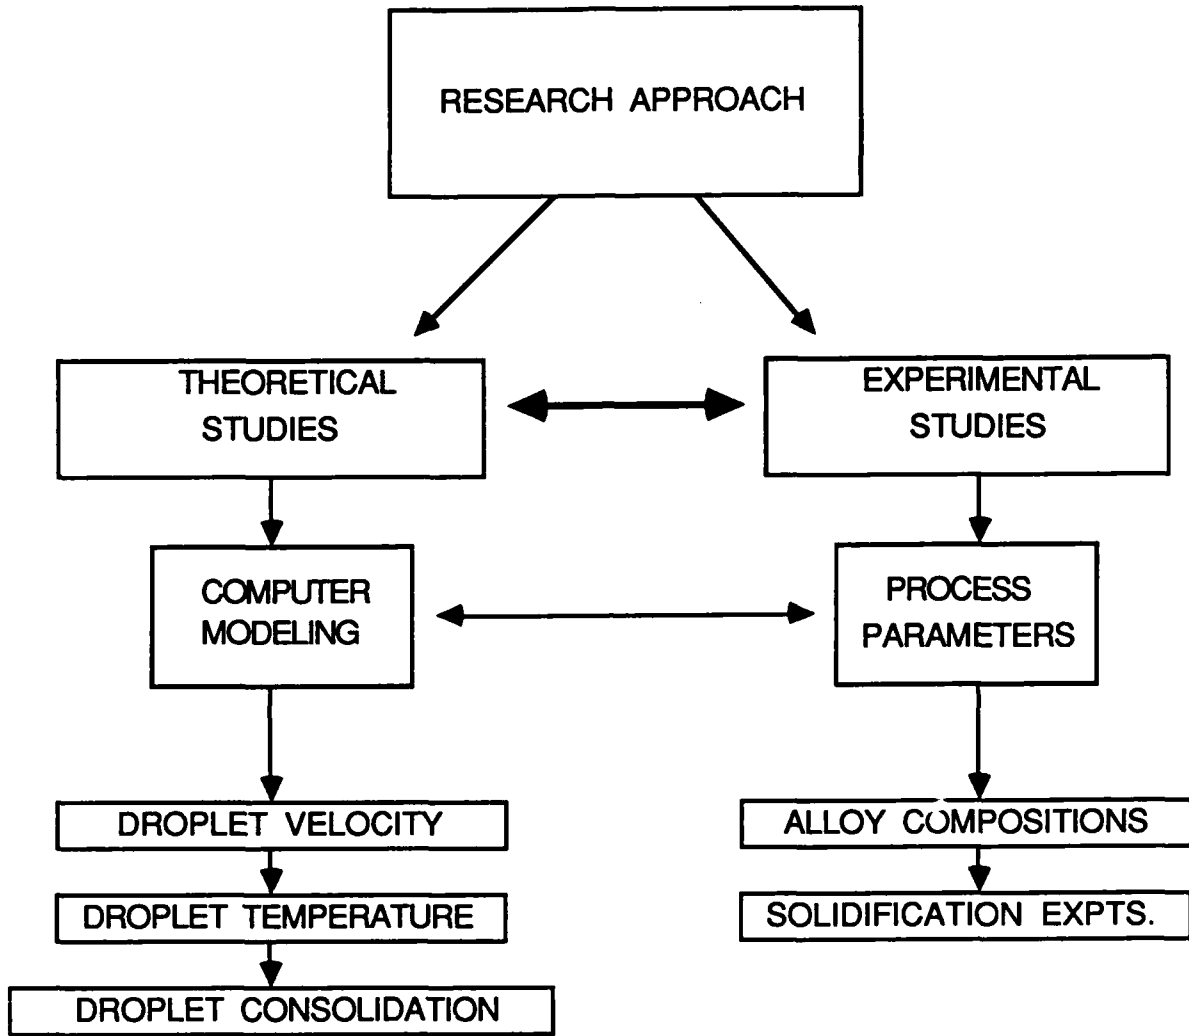 RESEARCH APPROACH
THEORETICAL
STUDIES
EXPERIMENTAL
STUDIES
COMPUTER
MODELING
PROCESS
PARAMETERS
DROPLET VELOCITY
ALLOY COMPOSITIONS
DROPLET TEMPERATURE
SOLIDIFICATION EXPTS.
DROPLET CONSOLIDATION